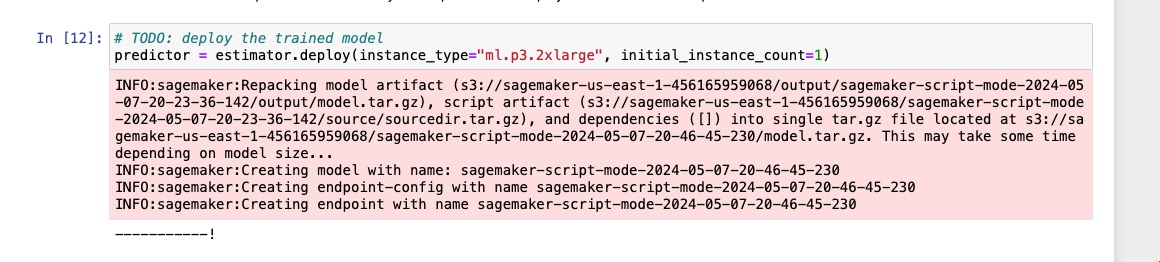 In [12]: # TODO: deploy the trained model
predictor = estimator.deploy(instance_type="ml.p3.2xlarge", initial_instance_count=1)
INFO:sagemaker:Repacking model artifact (s3://sagemaker-us-east-1-456165959068/output/sagemaker-script-mode-2024-05
-07-20-23-36-142/output/model.tar.gz), script artifact (s3://sagemaker-us-east-1-456165959068/sagemaker-script-mode
-2024-05-07-20-23-36-142/source/sourcedir.tar.gz), and dependencies ([]) into single tar.gz file located at s3://sa
gemaker-us-east-1-456165959068/sagemaker-script-mode-2024-05-07-20-46-45-230/model.tar.gz. This may take some time
depending on model size...
INFO:sagemaker:Creating model with name: sagemaker-script-mode-2024-05-07-20-46-45-230
INFO:sagemaker:Creating endpoint-config with name sagemaker-script-mode-2024-05-07-20-46-45-230
INFO:sagemaker:Creating endpoint with name sagemaker-script-mode-2024-05-07-20-46-45-230
-----------!